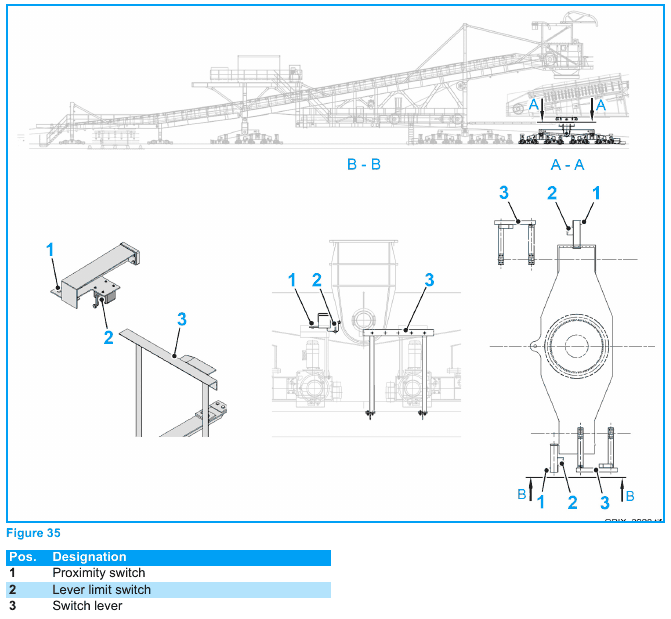 A A
B - B A - A
3 2 1
1
2
3
1 2 3
B 1 2 3 B
Figure 35
Pos. Designation
1 Proximity switch
2 Lever limit switch
3 Switch lever